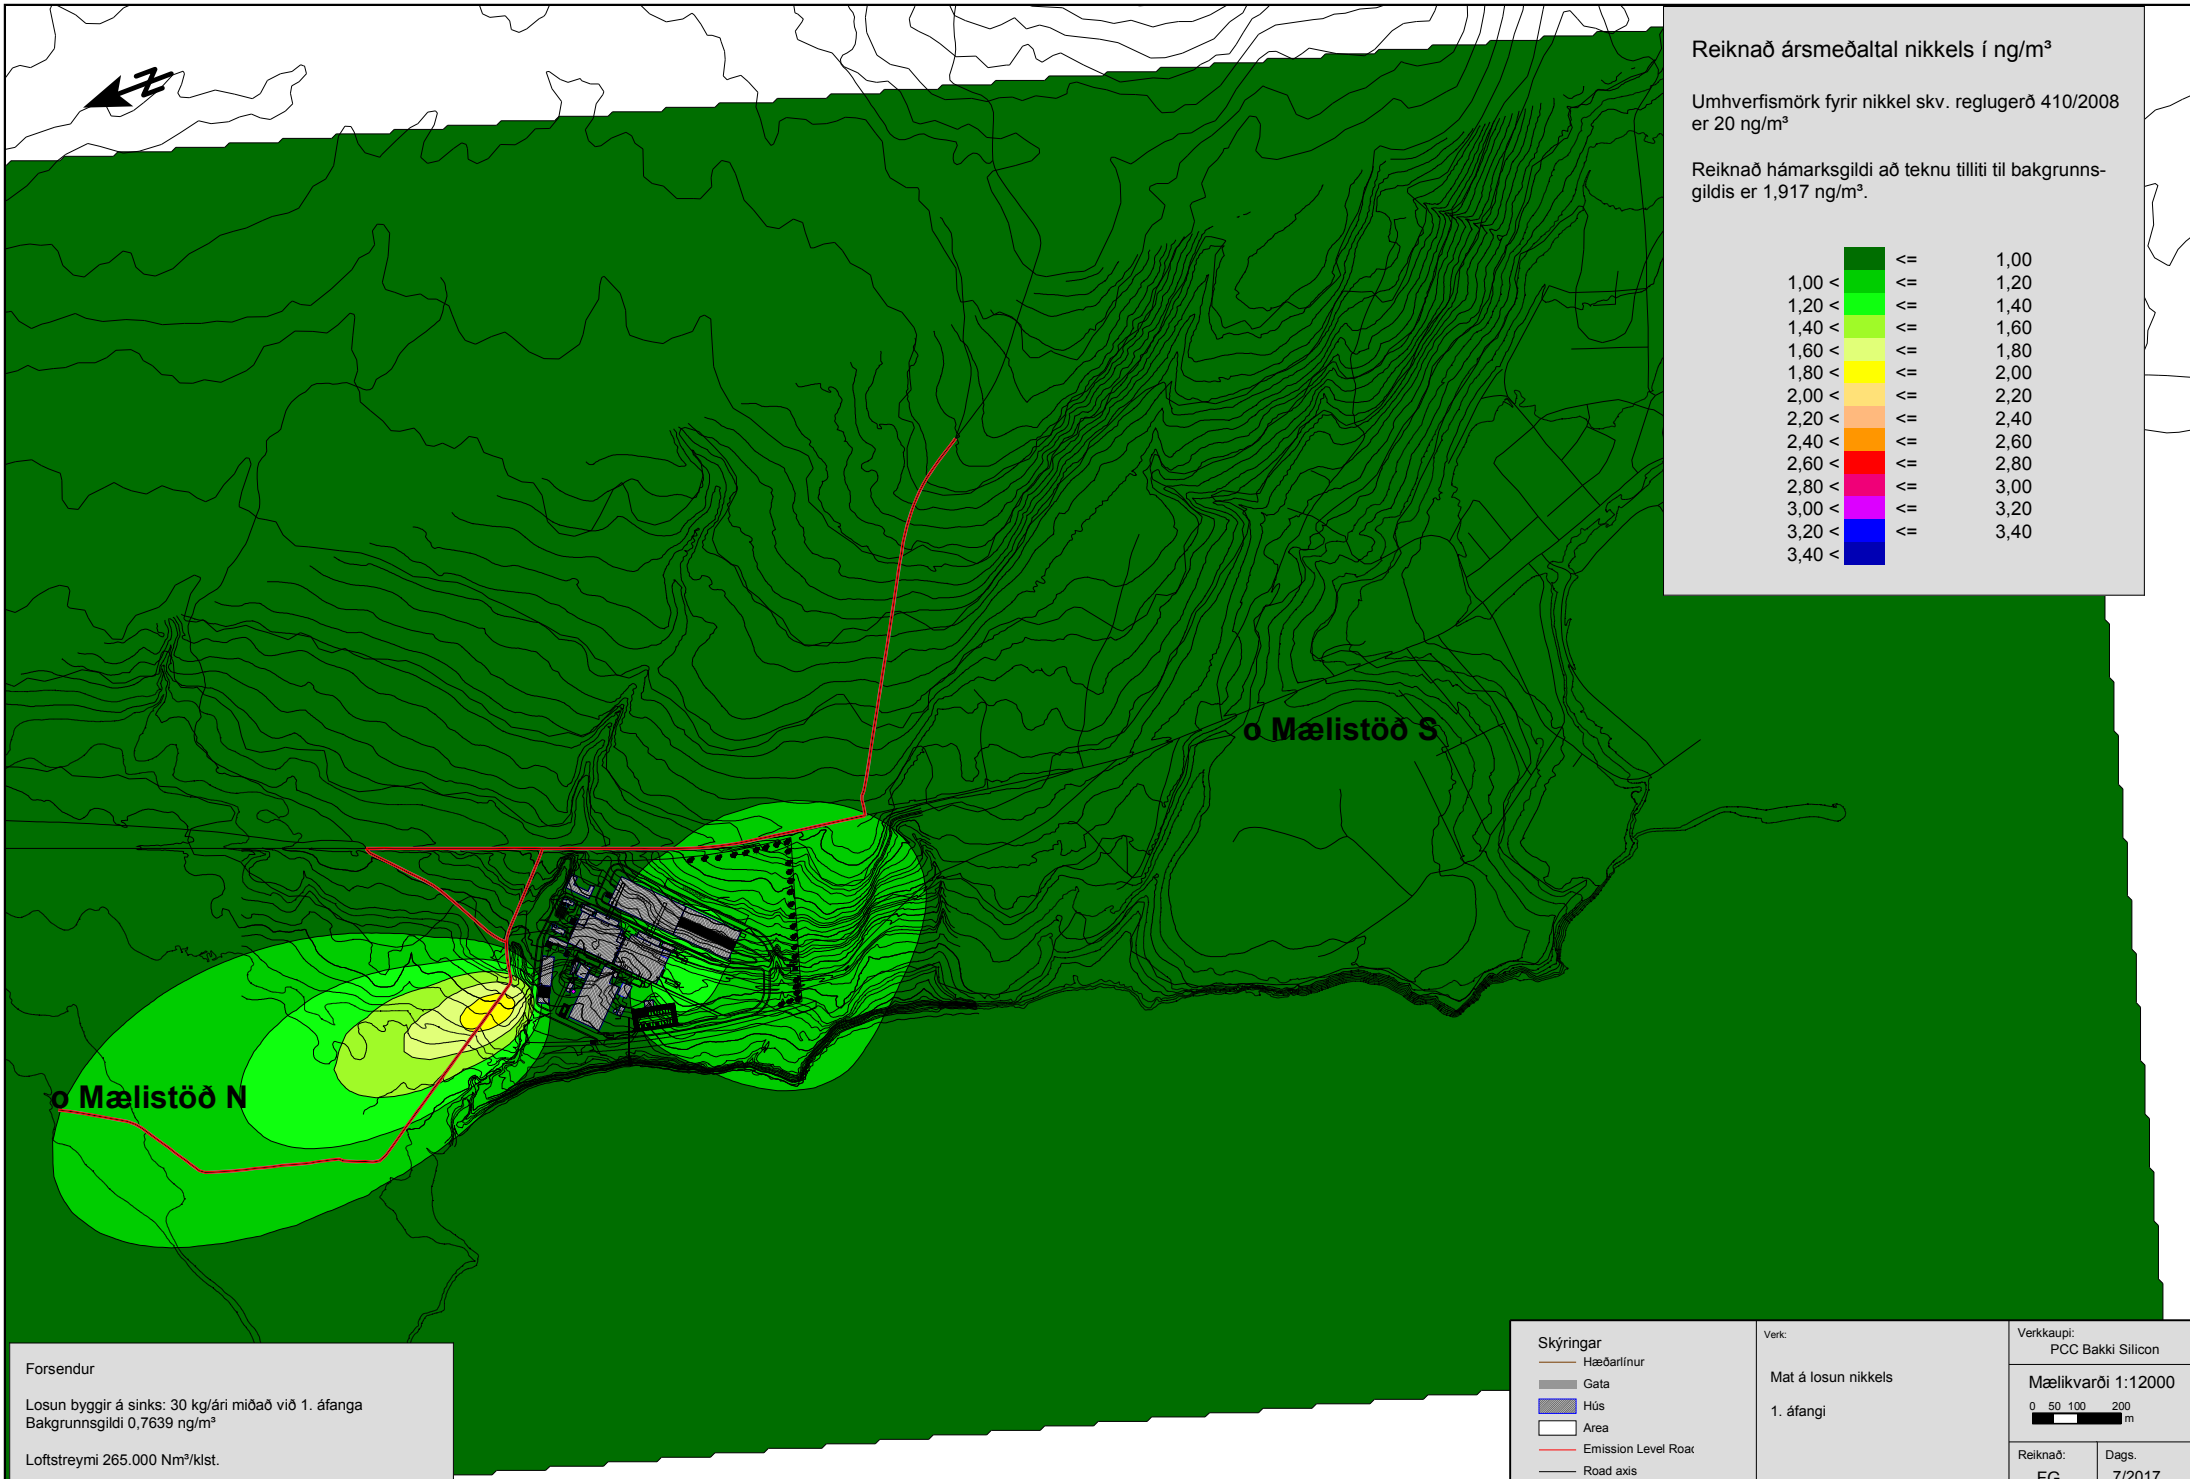 N
Reiknað ársmeðaltal nikkels í ng/m³
Umhverfismörk fyrir nikkel skv. reglugerð 410/2008
er 20 ng/m³
Reiknað hámarksgildi að teknu tilliti til bakgrunns-
gildis er 1,917 ng/m³.
<= 1,00
1,00 < <= 1,20
1,20 < <= 1,40
1,40 < <= 1,60
1,60 < <= 1,80
1,80 < <= 2,00
2,00 < <= 2,20
2,20 < <= 2,40
2,40 < <= 2,60
2,60 < <= 2,80
2,80 < <= 3,00
3,00 < <= 3,20
3,20 < <= 3,40
3,40 <
o Mælistöð S
o Mælistöð N
Forsendur
Losun byggir á sinks: 30 kg/ári miðað við 1. áfanga
Bakgrunnsgildi 0,7639 ng/m³
Loftstreymi 265.000 Nm³/klst.
Skýringar
Hæðarlínur
Gata
Hús
Area
Emission Level Road
Road axis
Verk:
Mat á losun nikkels
1. áfangi
Verkkaupi:
PCC Bakki Silicon
Mælikvarði 1:12000
0 50 100 200
m
Reiknað:
EG
Dags.
7/2017